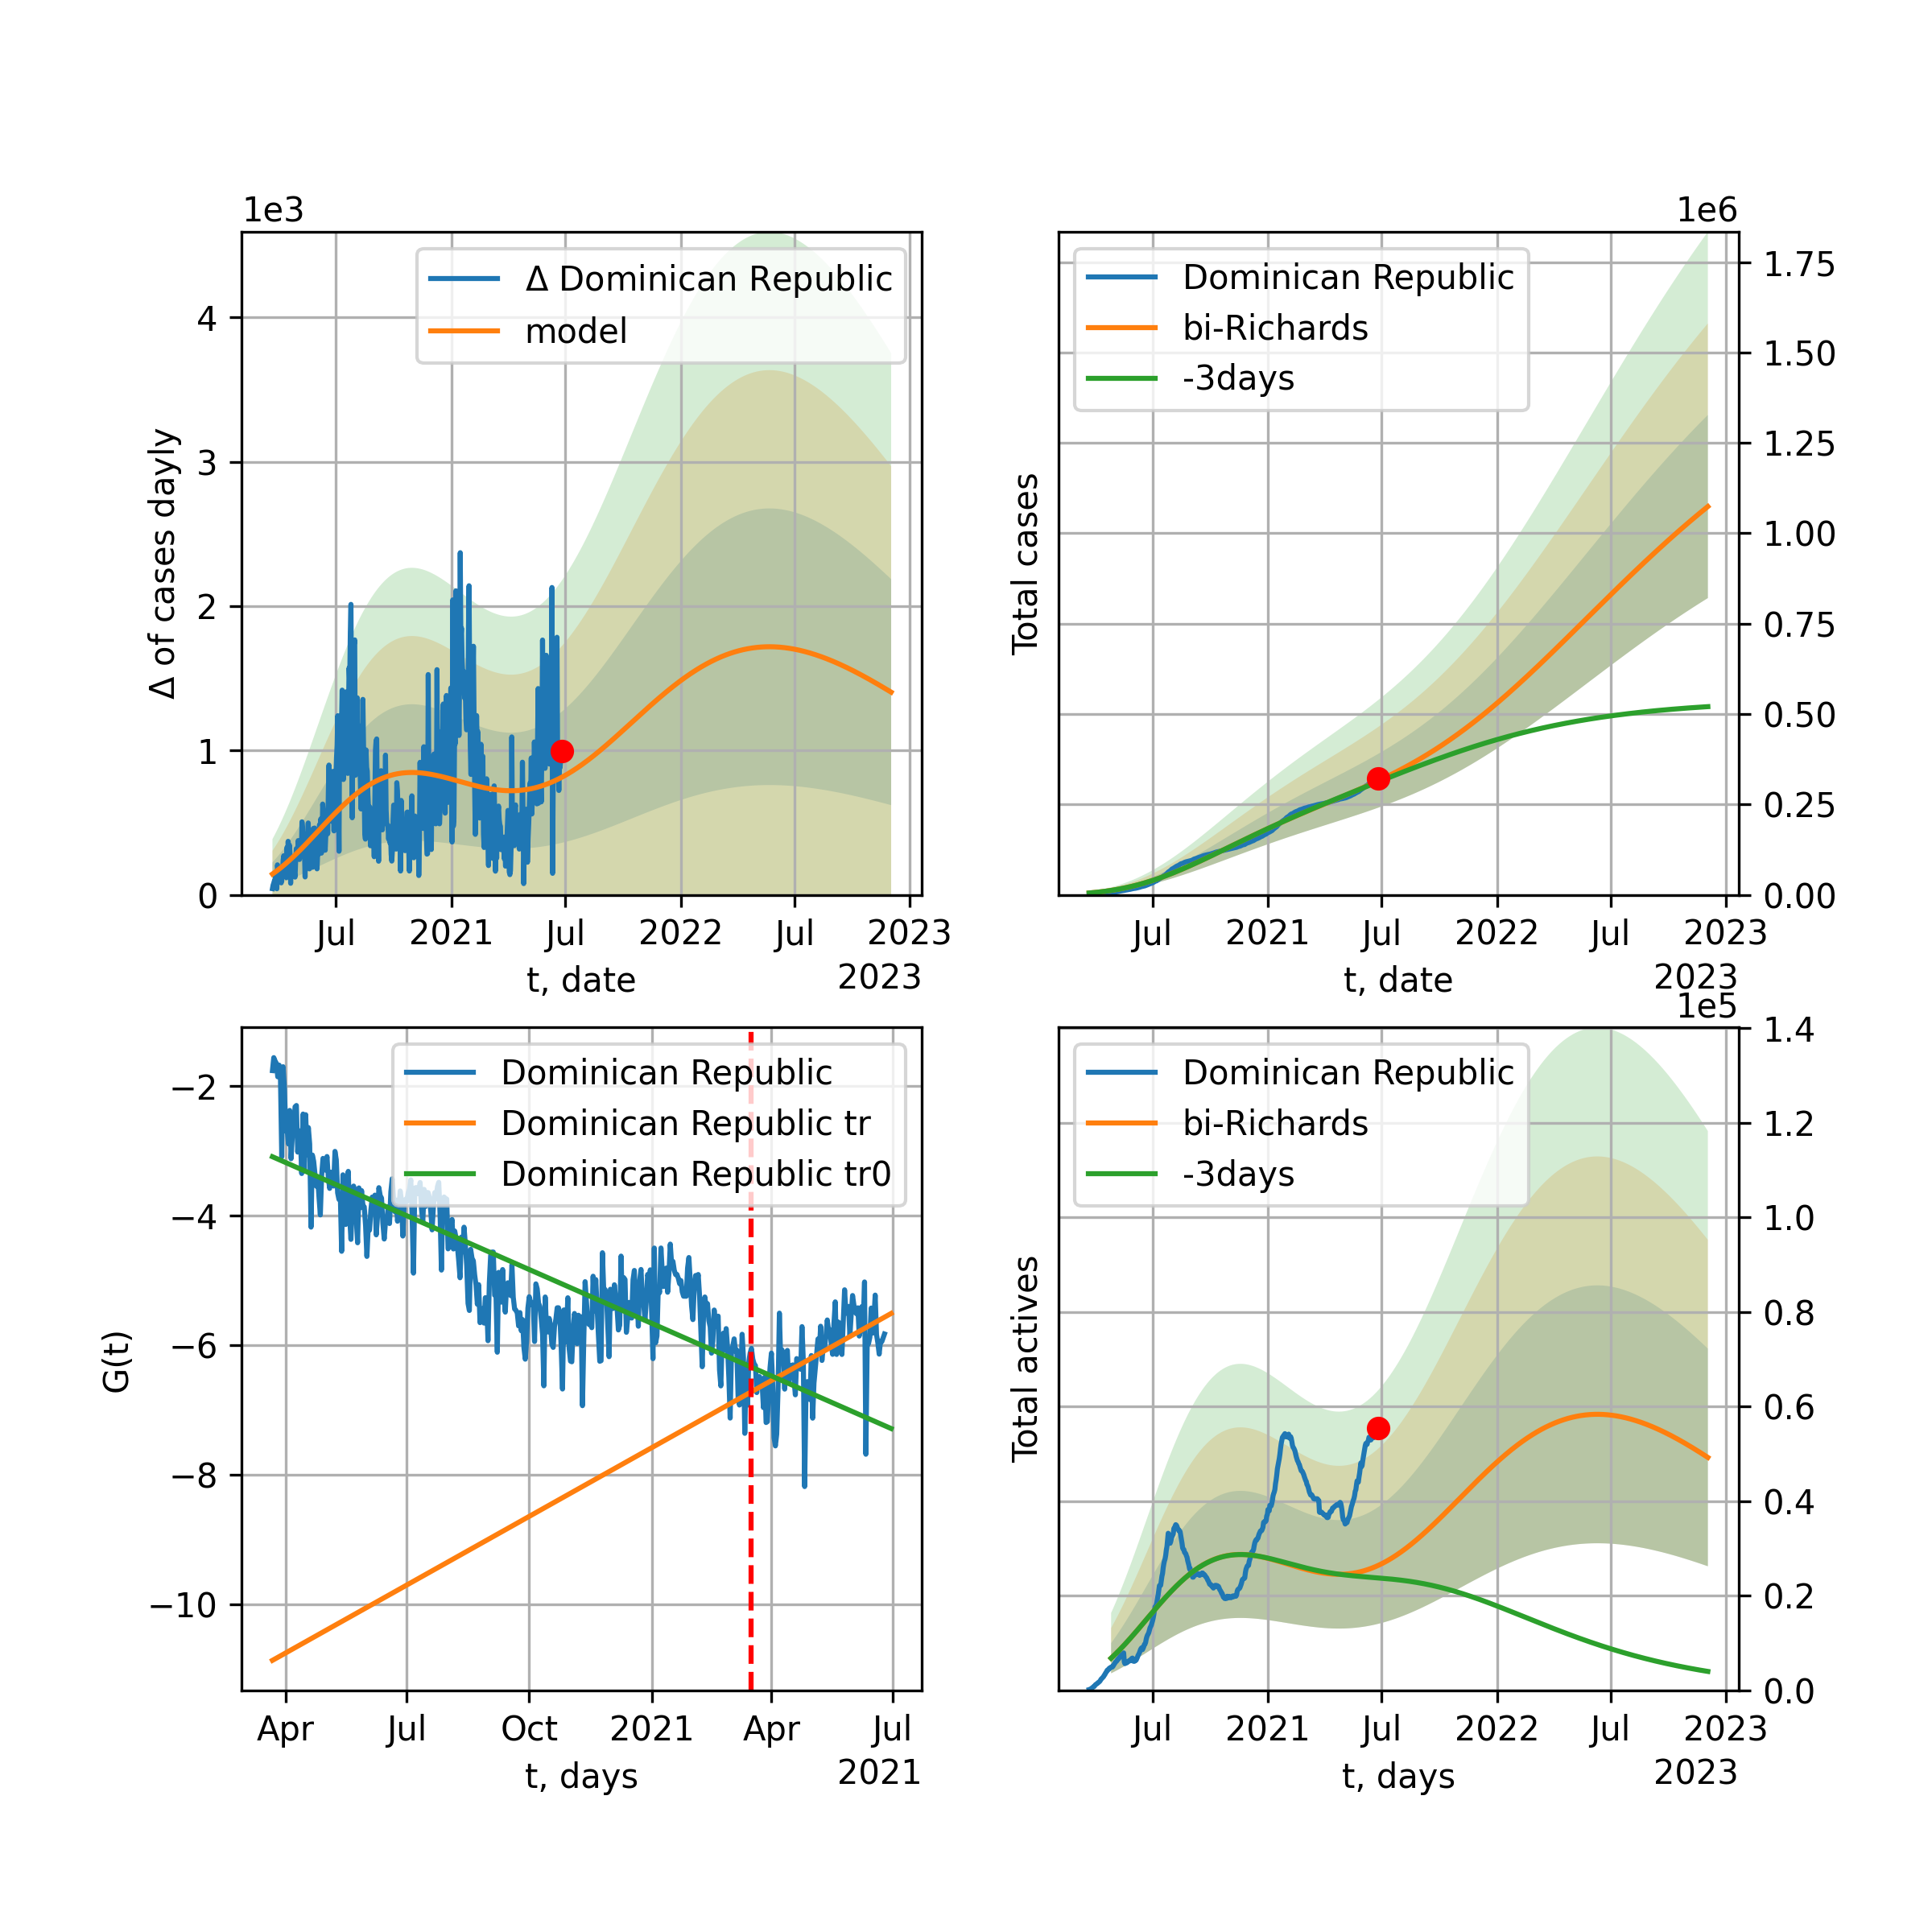 1e3
Δ of cases dayly
4
3
2
1
0
Δ Dominican Republic
model
Jul
2021
Jul
2022
Jul
2023
t, date
2023
1e6
Total cases
Dominican Republic
bi-Richards
-3days
1.75
1.50
1.25
1.00
0.75
0.50
0.25
0.00
Jul
2021
Jul
2022
Jul
2023
t, date
2023
G(t)
−2
−4
−6
−8
−10
Dominican Republic
Dominican Republic tr
Dominican Republic tr0
Apr
Jul
Oct
2021
Apr
Jul
t, days
2021
1e5
Total actives
Dominican Republic
bi-Richards
-3days
1.4
1.2
1.0
0.8
0.6
0.4
0.2
0.0
Jul
2021
Jul
2022
Jul
2023
t, days
2023